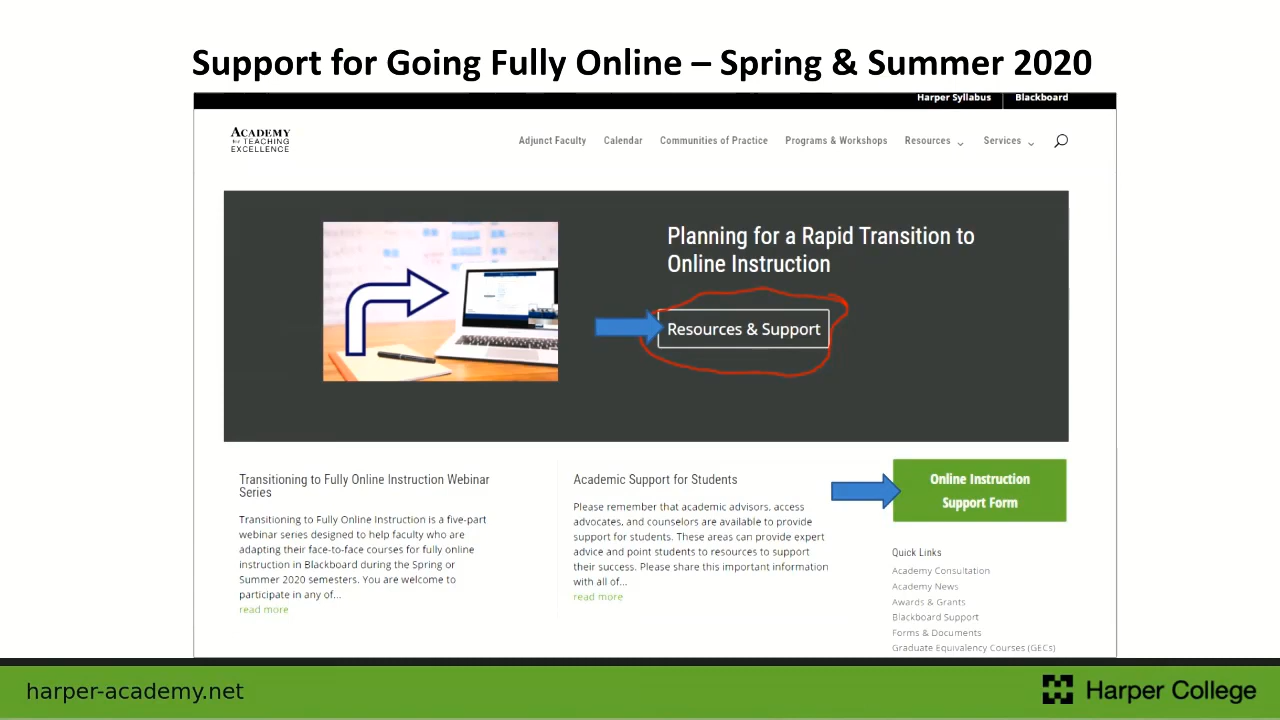 Support for Going Fully Online – Spring & Summer 2020
Harper Syllabus
Blackboard
ACADEMY
for TEACHING
EXCELLENCE
Adjunct Faculty
Calendar
Communities of Practice
Programs & Workshops
Resources
Services
Planning for a Rapid Transition to
Online Instruction
Resources & Support
Transitioning to Fully Online Instruction Webinar
Series
Transitioning to Fully Online Instruction is a five-part
webinar series designed to help faculty who are
adapting their face-to-face courses for fully online
instruction in Blackboard during the Spring or
Summer 2020 semesters. You are welcome to
participate in any of...
read more
Academic Support for Students
Please remember that academic advisors, access
advocates, and counselors are available to provide
support for students. These areas can provide expert
advice and point students to resources to support
their success. Please share this important information
with all of...
read more
Online Instruction
Support Form
Quick Links
Academy Consultation
Academy News
Awards & Grants
Blackboard Support
Forms & Documents
Graduate Equivalency Courses (GECs)
harper-academy.net
Harper College